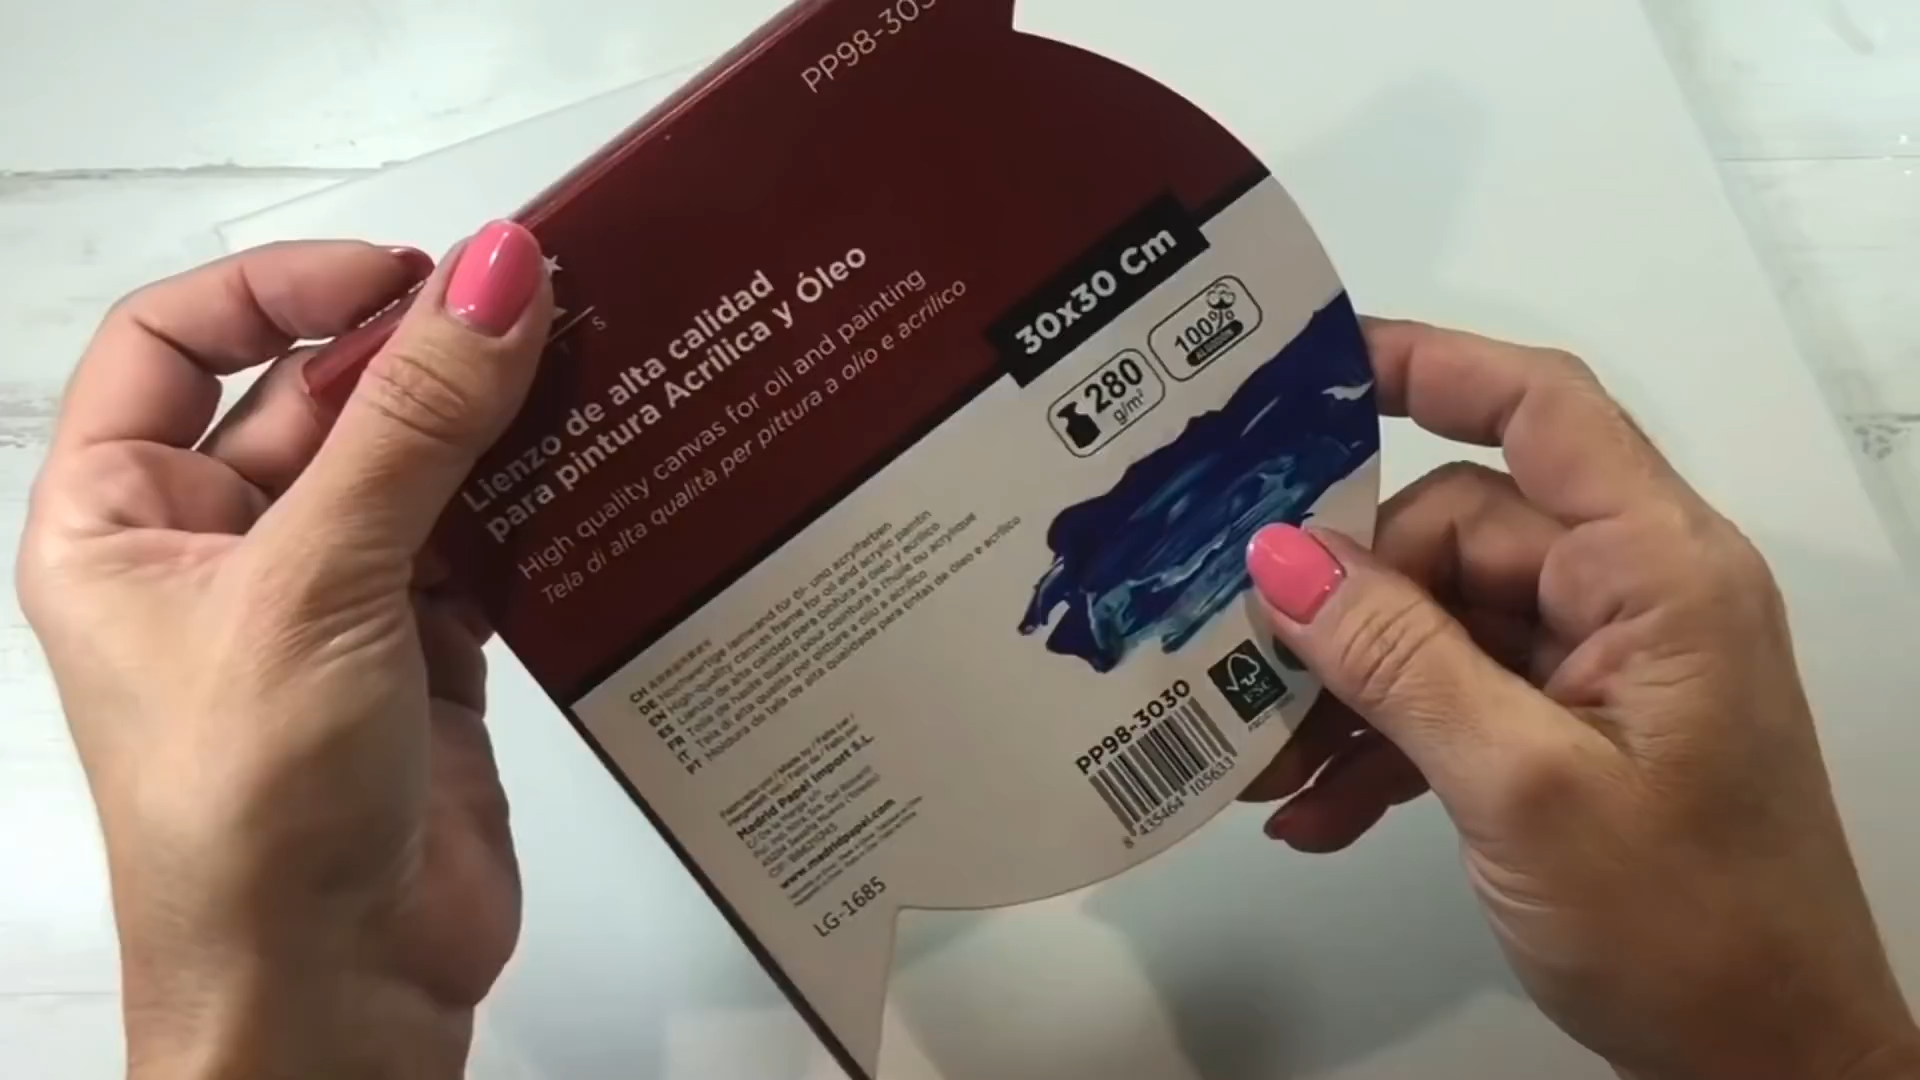 PP98-303
Lienzo de alta calidad
para pintura Acrílica y Óleo
High quality canvas for oil and painting
Tela di alta qualità per pittura a olio e acrilico
30x30 Cm
280
g/m²
100%
ALGODÓN
DE Hochwertige leinwand für öl- und acrylfarben
EN High-quality canvas frame for oil and acrylic paintin
ES Lienzo de alta calidad para pintura al óleo y acrílico
FR Toile de haute qualité pour peinture à l'huile ou acrylique
IT Tela di alta qualità per pitture a oliu a acrilico
PT Moldura de tela de alta qualidade para tintas de óleo e acrílico
Madrid Papel Import S.L.
www.madridpapel.com
LG-1685
PP98-3030
8 435464 105633
FSC